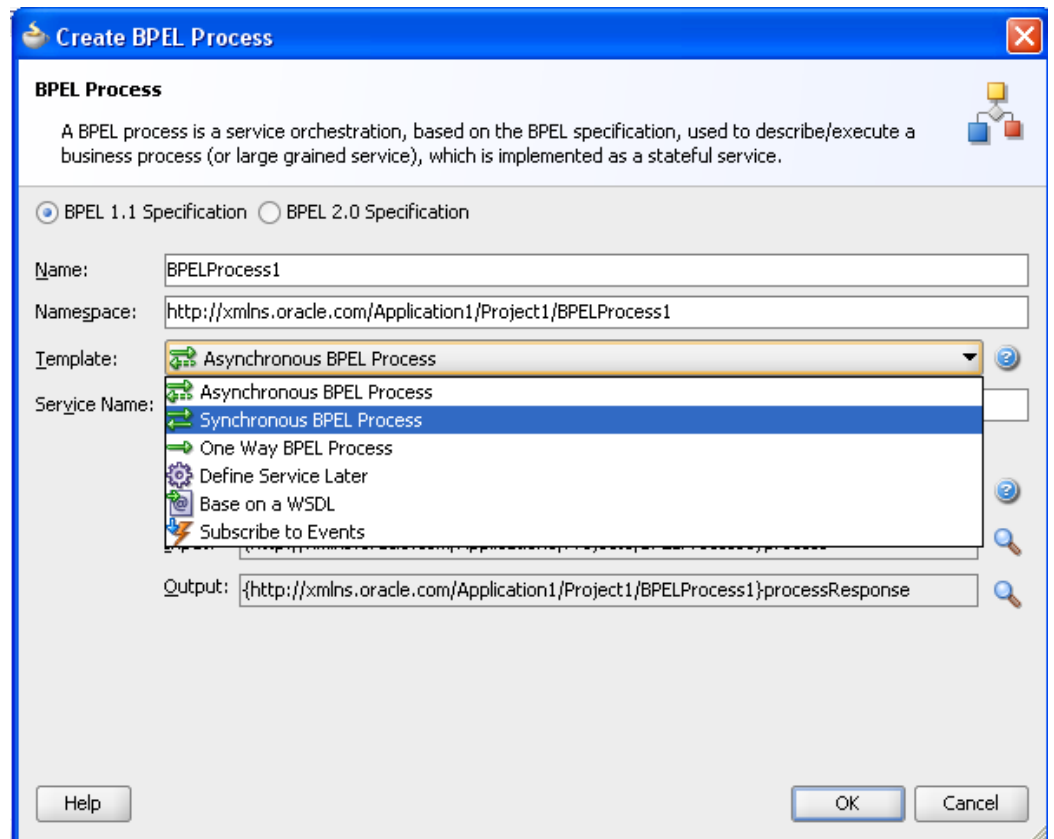 Create BPEL Process
BPEL Process
A BPEL process is a service orchestration, based on the BPEL specification, used to describe/execute a
business process (or large grained service), which is implemented as a stateful service.
BPEL 1.1 Specification BPEL 2.0 Specification
Name: BPELProcess1
Namespace: http://xmlns.oracle.com/Application1/Project1/BPELProcess1
Template: Asynchronous BPEL Process
Asynchronous BPEL Process
Service Name:
Synchronous BPEL Process
One Way BPEL Process
Define Service Later
Base on a WSDL
Subscribe to Events
Output: {http://xmlns.oracle.com/Application1/Project1/BPELProcess1}processResponse
Help OK Cancel